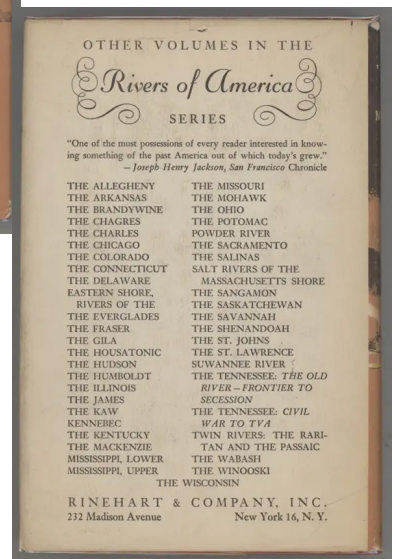 OTHER VOLUMES IN THE
Rivers of America
SERIES
"One of the must possessions of every reader interested in know-
ing something of the past America out of which today's grew."
— Joseph Henry Jackson, San Francisco Chronicle
THE ALLEGHENY
THE ARKANSAS
THE BRANDYWINE
THE CHAGRES
THE CHARLES
THE CHICAGO
THE COLORADO
THE CONNECTICUT
THE DELAWARE
EASTERN SHORE,
RIVERS OF THE
THE EVERGLADES
THE FRASER
THE GILA
THE HOUSATONIC
THE HUDSON
THE HUMBOLDT
THE ILLINOIS
THE JAMES
THE KAW
KENNEBEC
THE KENTUCKY
THE MACKENZIE
MISSISSIPPI, LOWER
MISSISSIPPI, UPPER
THE MISSOURI
THE MOHAWK
THE OHIO
THE POTOMAC
POWDER RIVER
THE SACRAMENTO
THE SALINAS
SALT RIVERS OF THE
MASSACHUSETTS SHORE
THE SANGAMON
THE SASKATCHEWAN
THE SAVANNAH
THE SHENANDOAH
THE ST. JOHNS
THE ST. LAWRENCE
SUWANNEE RIVER
THE TENNESSEE: THE OLD
RIVER – FRONTIER TO
SECESSION
THE TENNESSEE: CIVIL
WAR TO TVA
TWIN RIVERS: THE RARI-
TAN AND THE PASSAIC
THE WABASH
THE WINOOSKI
THE WISCONSIN
RINEHART & COMPANY, INC.
232 Madison Avenue New York 16, N. Y.